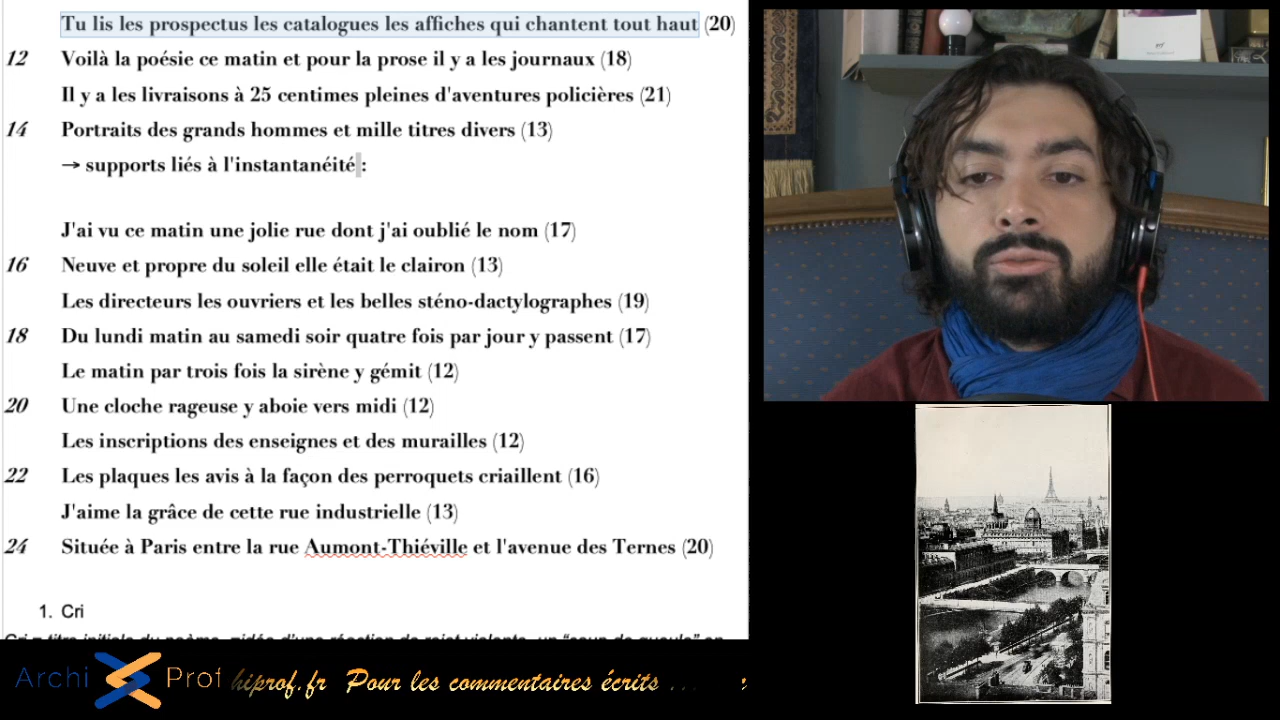 Tu lis les prospectus les catalogues les affiches qui chantent tout haut (20)
12 Voilà la poésie ce matin et pour la prose il y a les journaux (18)
Il y a les livraisons à 25 centimes pleines d'aventures policières (21)
14 Portraits des grands hommes et mille titres divers (13)
→ supports liés à l'instantanéité :
J'ai vu ce matin une jolie rue dont j'ai oublié le nom (17)
16 Neuve et propre du soleil elle était le clairon (13)
Les directeurs les ouvriers et les belles sténo-dactylographes (19)
18 Du lundi matin au samedi soir quatre fois par jour y passent (17)
Le matin par trois fois la sirène y gémit (12)
20 Une cloche rageuse y aboie vers midi (12)
Les inscriptions des enseignes et des murailles (12)
22 Les plaques les avis à la façon des perroquets criaillent (16)
J'aime la grâce de cette rue industrielle (13)
24 Située à Paris entre la rue Aumont-Thiéville et l'avenue des Ternes (20)
1. Cri
Archi Prof hiprof.fr Pour les commentaires écrits ...